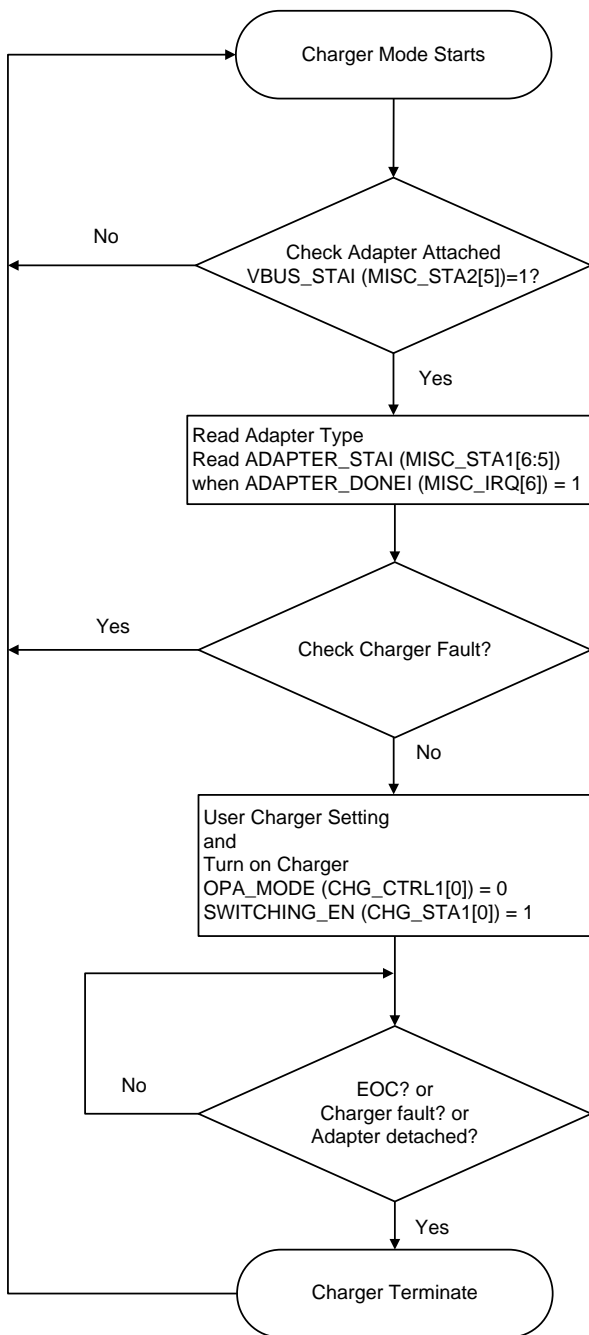 Charger Mode Starts
No
Check Adapter Attached
VBUS_STAI (MISC_STA2[5])=1?
Yes
Read Adapter Type
Read ADAPTER_STAI (MISC_STA1[6:5])
when ADAPTER_DONEI (MISC_IRQ[6]) = 1
Yes
Check Charger Fault?
No
User Charger Setting
and
Turn on Charger
OPA_MODE (CHG_CTRL1[0]) = 0
SWITCHING_EN (CHG_STA1[0]) = 1
No
EOC? or
Charger fault? or
Adapter detached?
Yes
Charger Terminate